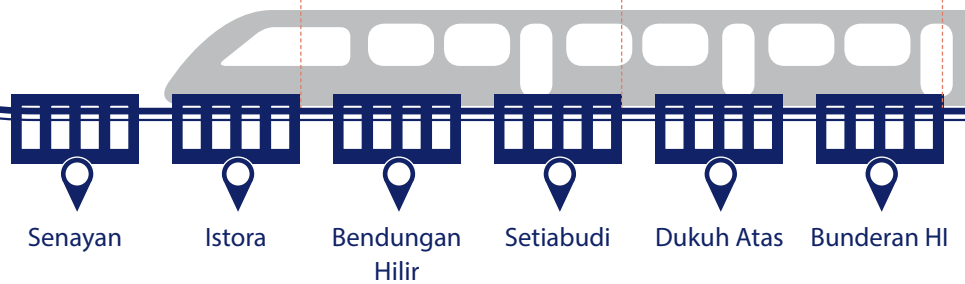 Senayan
Istora
Bendungan
Hilir
Setiabudi
Dukuh Atas
Bunderan HI